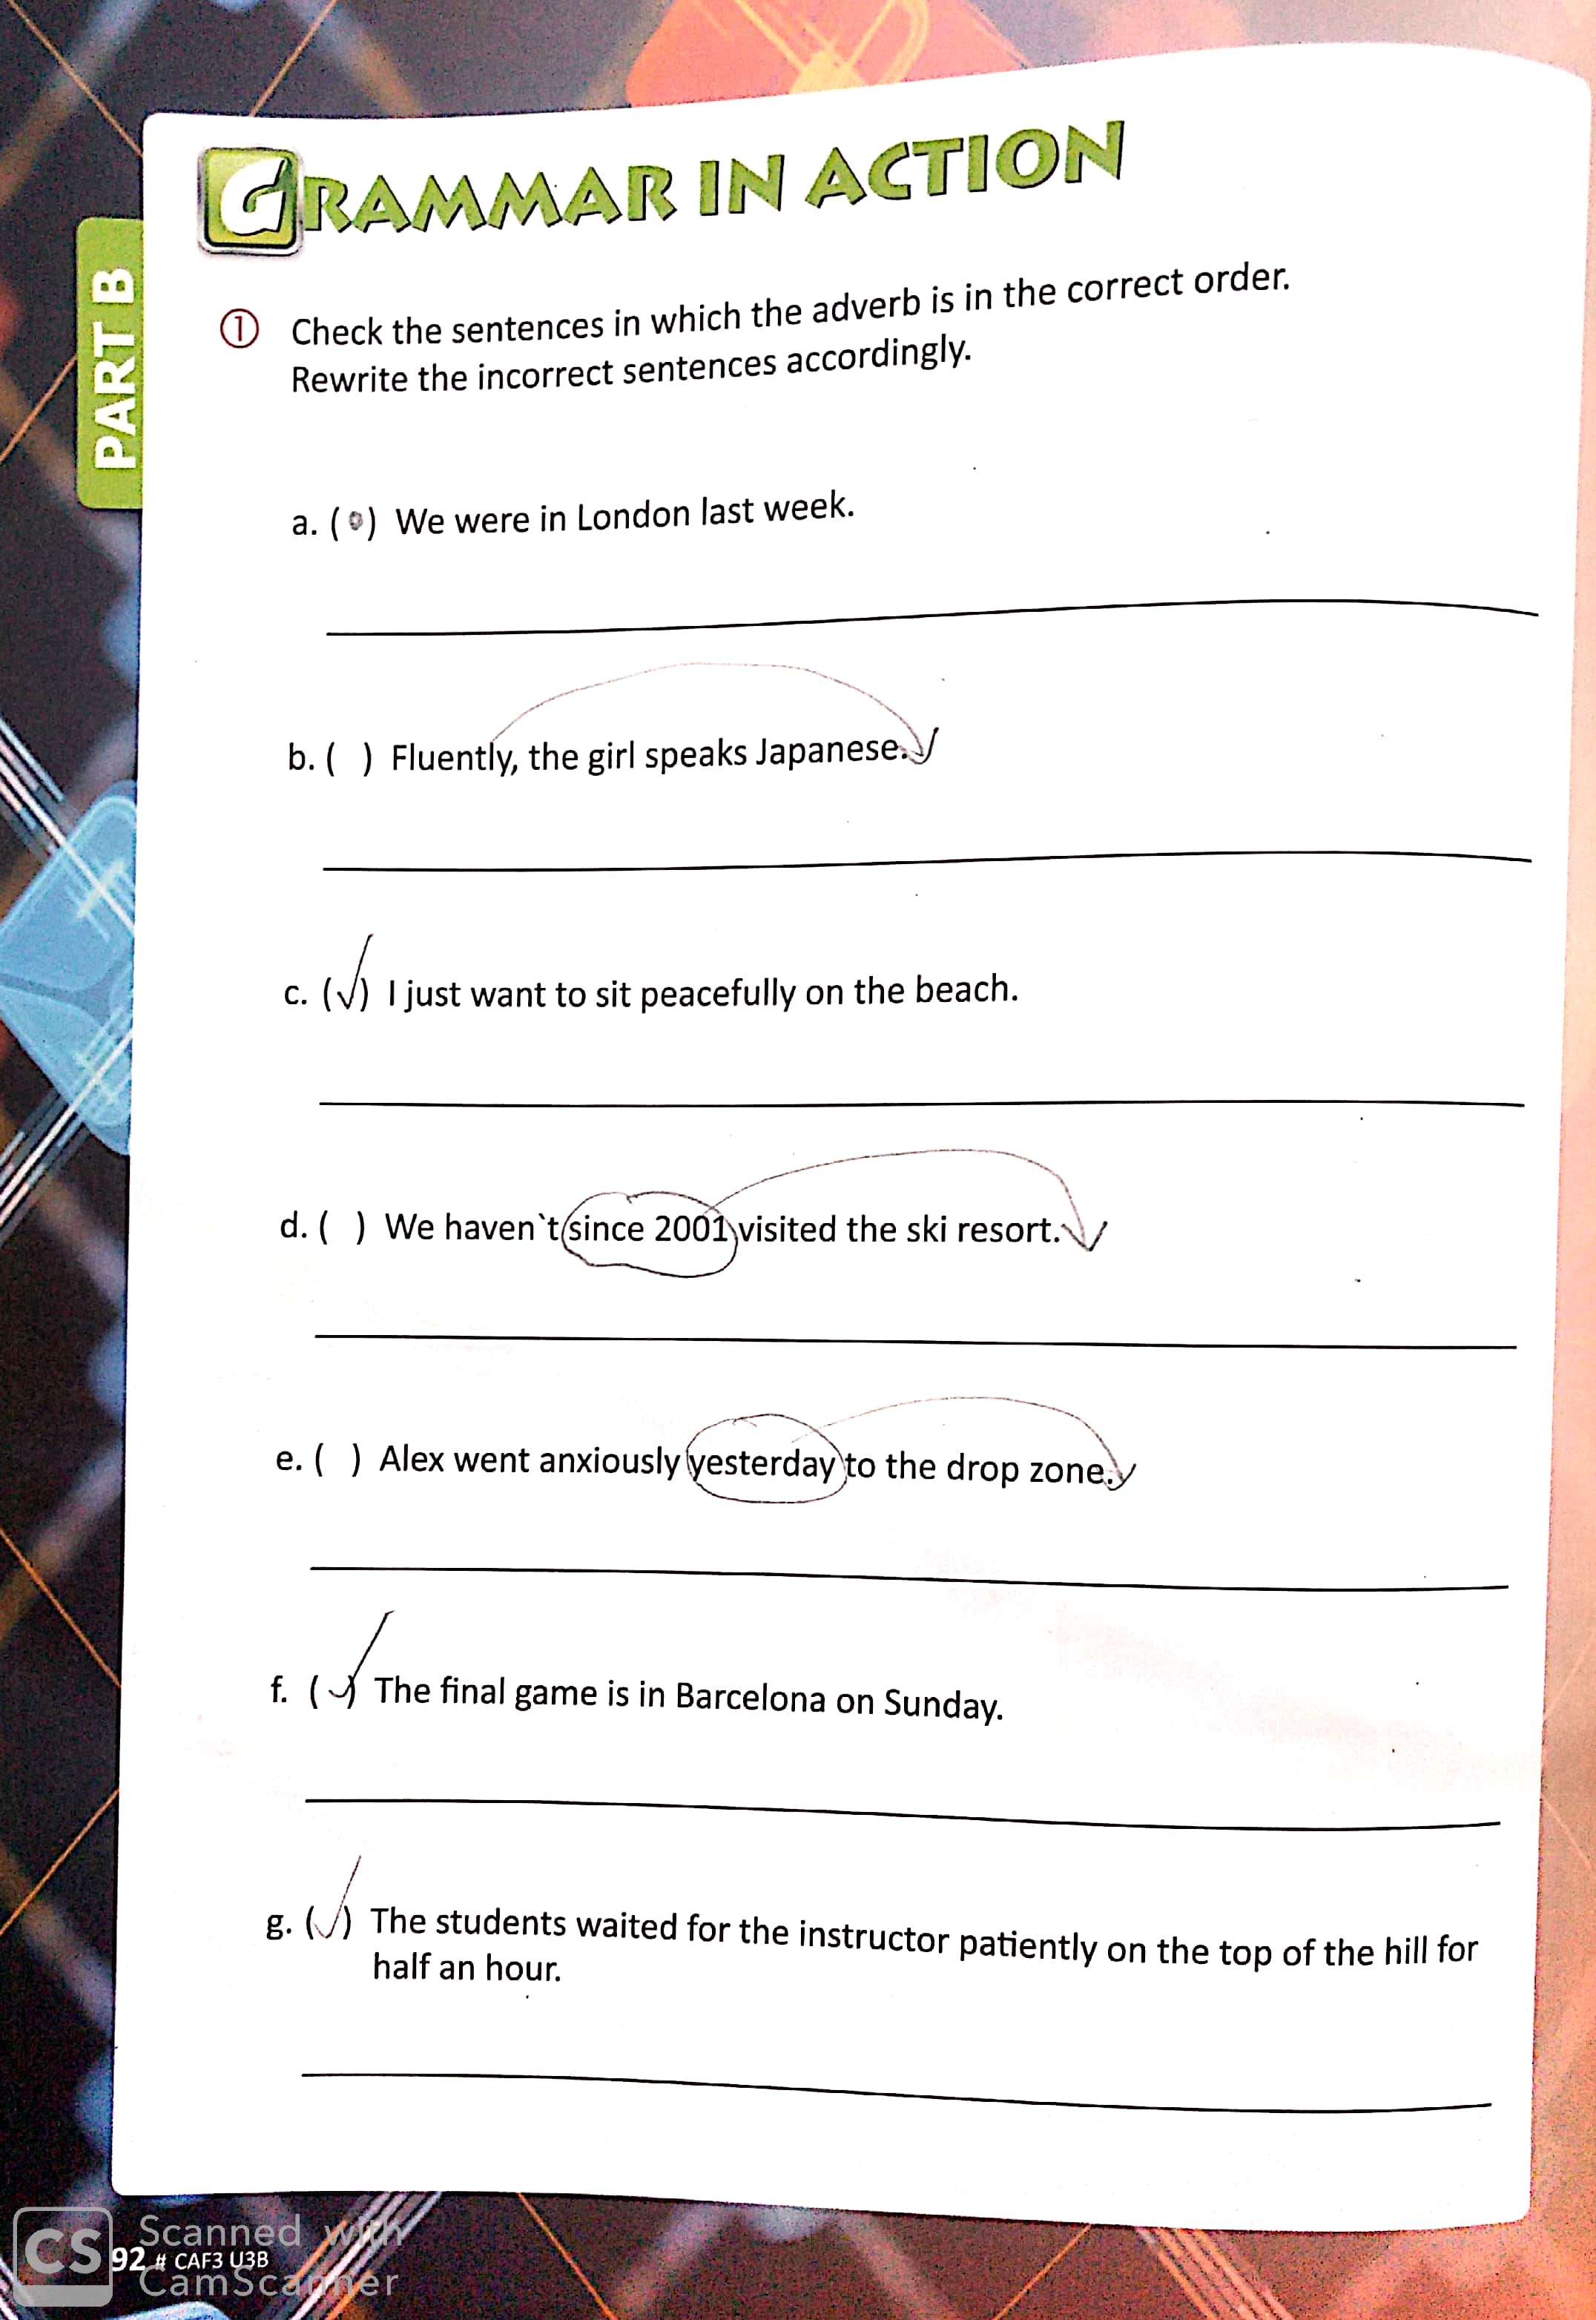 GRAMMAR IN ACTION
PART B
① Check the sentences in which the adverb is in the correct order.
Rewrite the incorrect sentences accordingly.
a. ( ) We were in London last week.
b. ( ) Fluently, the girl speaks Japanese.
c. (✓) I just want to sit peacefully on the beach.
d. ( ) We haven`t since 2001 visited the ski resort.
e. ( ) Alex went anxiously yesterday to the drop zone.
f. (✓) The final game is in Barcelona on Sunday.
g. (✓) The students waited for the instructor patiently on the top of the hill for
half an hour.
92 # CAF3 U3B
CS Scanned with
CamScanner